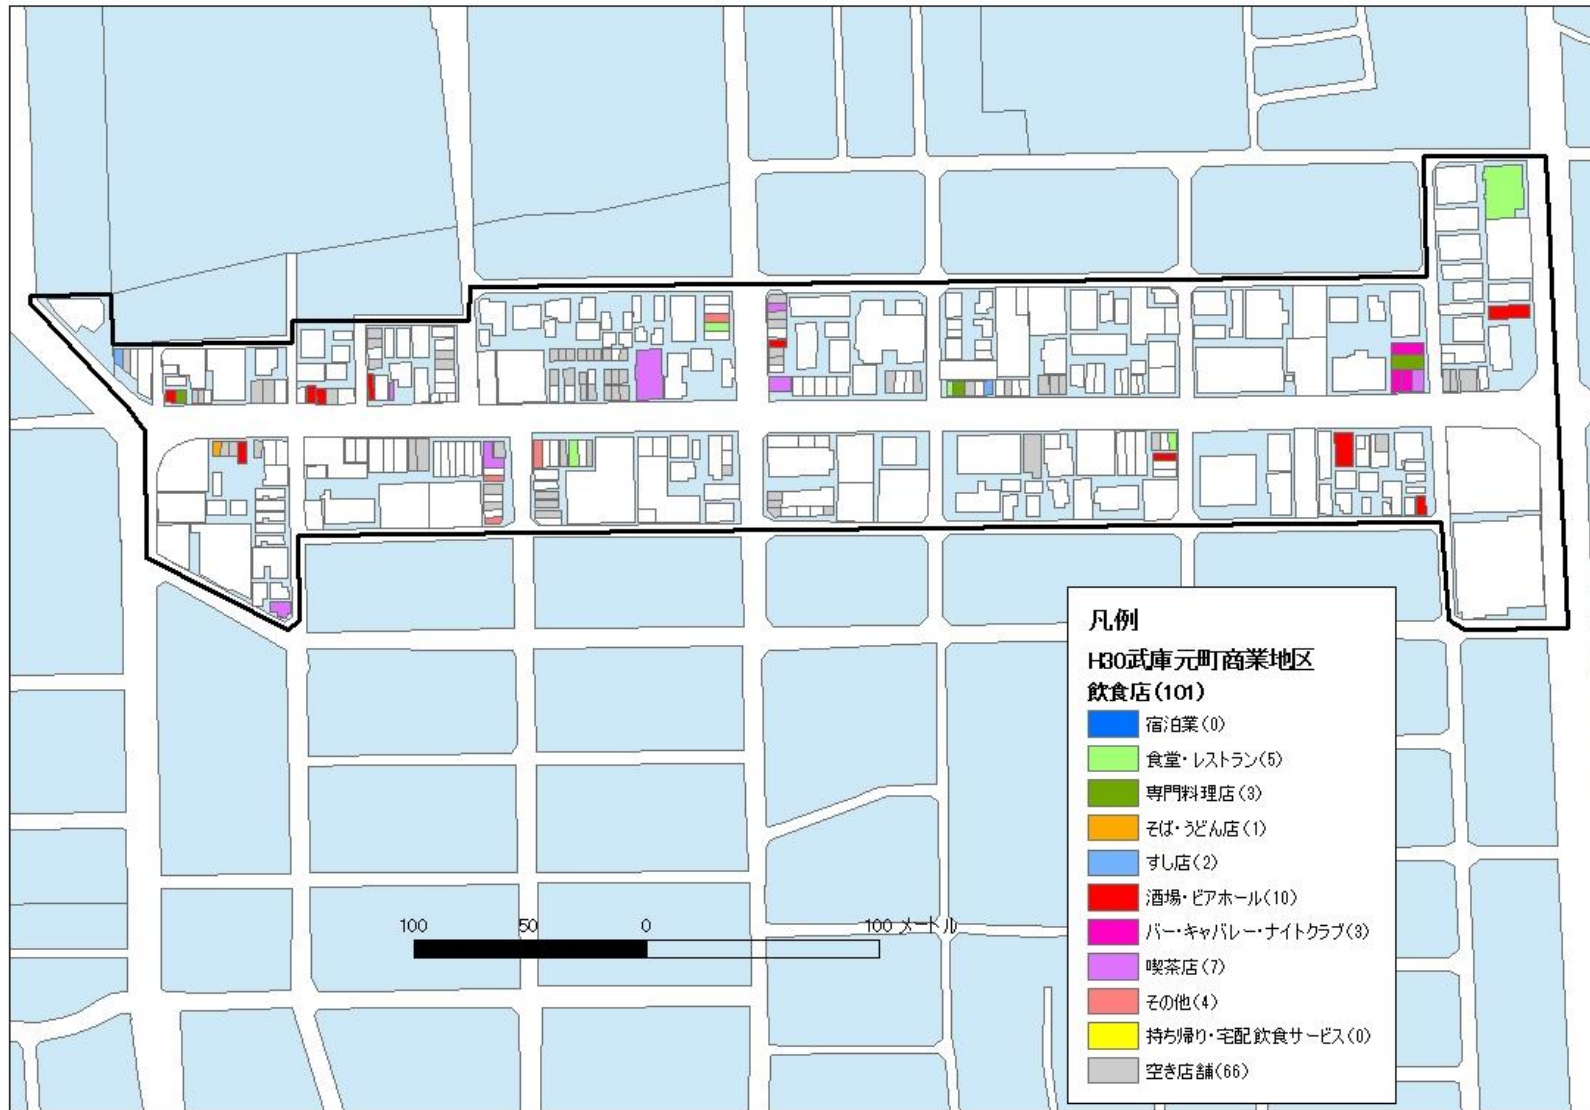 100 50 0 100 メートル
凡例
H30武庫元町商業地区
飲食店(101)
宿泊業(0)
食堂・レストラン(5)
専門料理店(3)
そば・うどん店(1)
すし店(2)
酒場・ビアホール(10)
バー・キャバレー・ナイトクラブ(3)
喫茶店(7)
その他(4)
持ち帰り・宅配飲食サービス(0)
空き店舗(66)